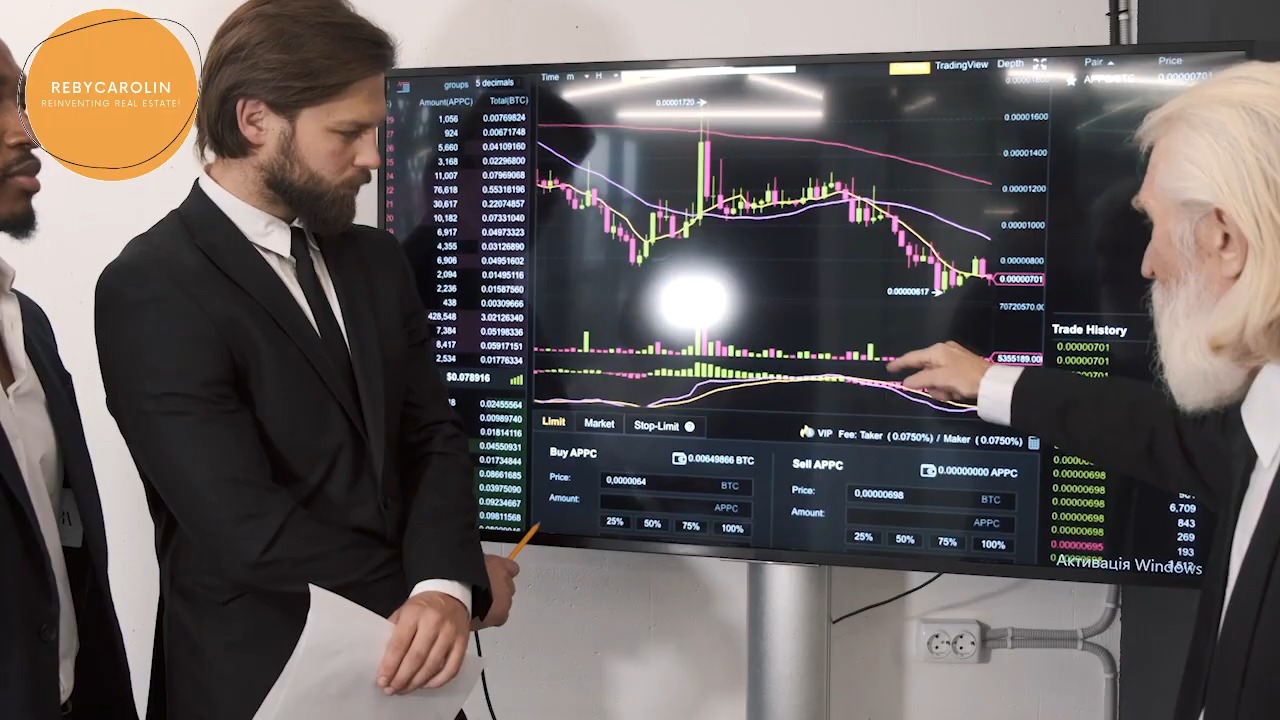 REBYCAROLIN
REINVENTING REAL ESTATE!
groups 5 decimals
Amount(APPC) Total(BTC)
1,056 0.00769824
924 0.00671748
5,660 0.04109160
3,168 0.02296800
11,007 0.07969068
76,618 0.55318196
30,617 0.22074857
10,182 0.07331040
6,917 0.04973323
4,355 0.03126890
6,906 0.04951602
2,094 0.01495116
2,236 0.01587560
438 0.00309666
428,548 3.02126340
7,384 0.05198336
8,417 0.05917151
2,534 0.01776334
$0.078916
0.02455564
0.00989740
0.01814116
0.04550931
0.01734844
0.08661685
0.03975090
0.09234667
0.09811568
Time m H
TradingView Depth
0.00001720
0.00001600
0.00001400
0.00001200
0.00001000
0.00000800
0.00000701
0.00000617
70720570.00
5355189.00
Limit Market Stop-Limit
VIP Fee: Taker (0.0750%) / Maker (0.0750%)
Buy APPC 0.00649866 BTC
Price: 0,0000064 BTC
Amount: APPC
25% 50% 75% 100%
Sell APPC 0.00000000 APPC
Price: 0,00000698 BTC
Amount: APPC
25% 50% 75% 100%
Pair Price
APPC/BTC 0.00000701
Trade History
0.00000701
0.00000701
0.00000701
0.00000698
0.00000698
0.00000698 6,709
0.00000698 843
0.00000698 269
0.00000695 193
Активація Windows